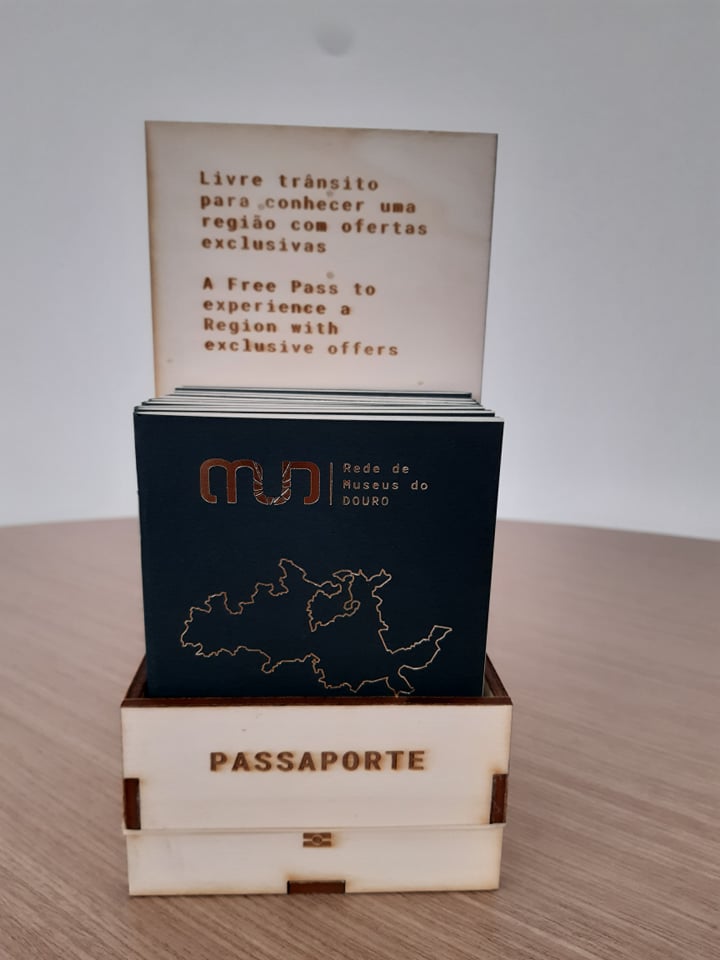 Livre trânsito
para conhecer uma
região com ofertas
exclusivas
A Free Pass to
experience a
Region with
exclusive offers
MUD
Rede de
Museus do
DOURO
PASSAPORTE